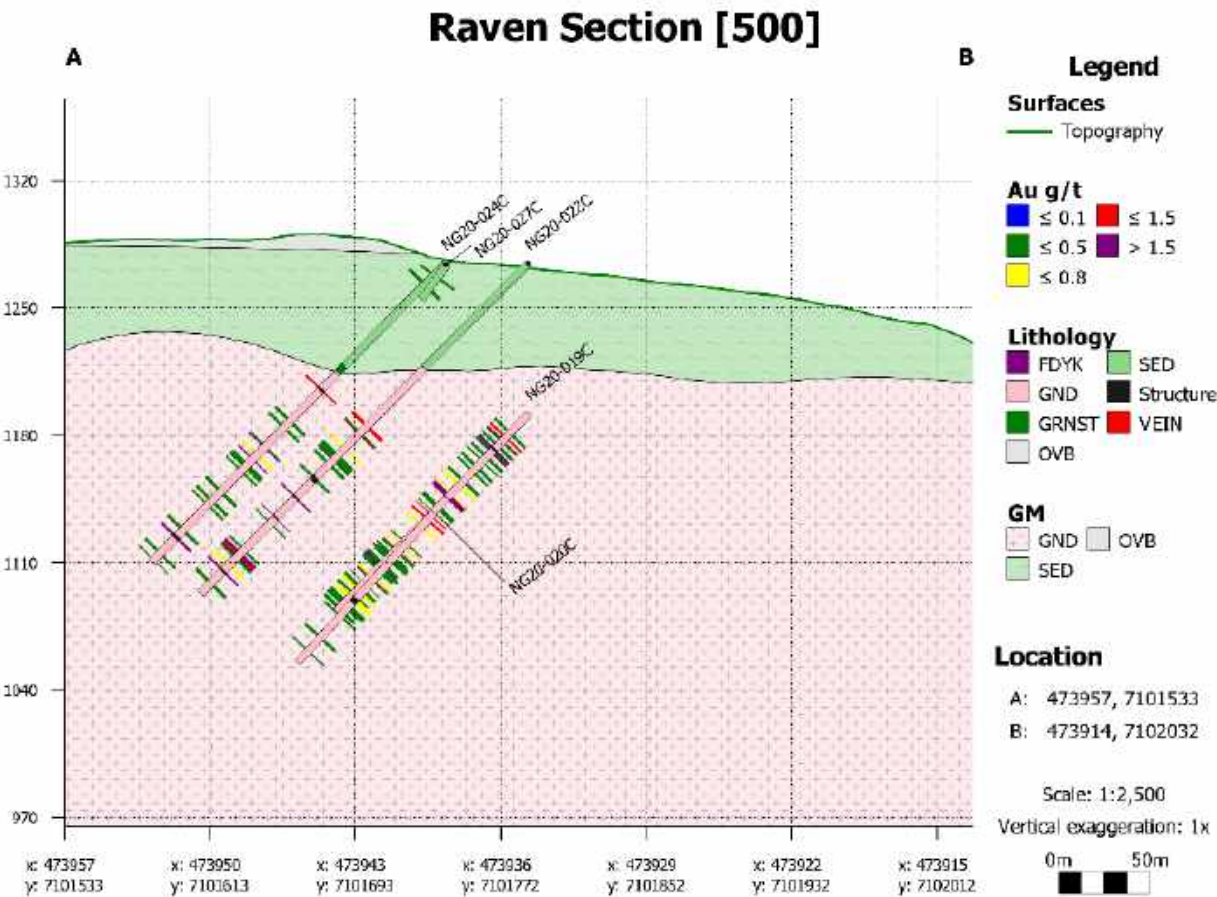 Raven Section [500]
A
B
1320
1250
1180
1110
1040
970
NG20-024C
NG20-027C
NG20-022C
NG20-019C
NG20-020C
x: 473957
y: 7101533
x: 473950
y: 7101613
x: 473943
y: 7101693
x: 473936
y: 7101772
x: 473929
y: 7101852
x: 473922
y: 7101932
x: 473915
y: 7102012
Legend
Surfaces
Topography
Au g/t
≤ 0.1 ≤ 1.5
≤ 0.5 > 1.5
≤ 0.8
Lithology
FDYK SED
GND Structure
GRNST VEIN
OVB
GM
GND OVB
SED
Location
A: 473957, 7101533
B: 473914, 7102032
Scale: 1:2,500
Vertical exaggeration: 1x
0m 50m